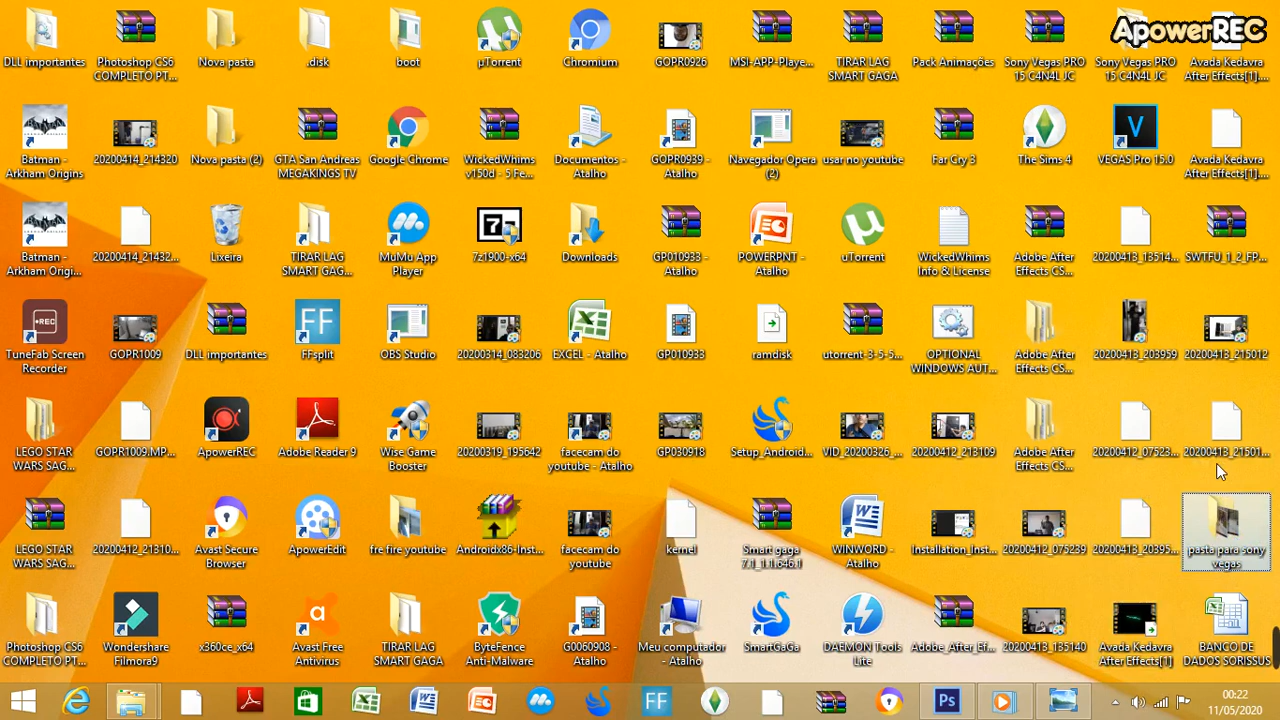 ApowerREC
DLL importantes
Photoshop CS6
COMPLETO PT...
Nova pasta
.disk
boot
µTorrent
Chromium
GOPR0926
MSI-APP-Playe...
TIRAR LAG
SMART GAGA
Pack Animações
Sony Vegas PRO
15 C4N4L JC
Sony Vegas PRO
15 C4N4L JC
Avada Kedavra
After Effects[1]....
Batman -
Arkham Origins
20200414_214320
Nova pasta (2)
GTA San Andreas
MEGAKINGS TV
Google Chrome
WickedWhims
v150d - 5 Fe...
Documentos -
Atalho
GOPR0939 -
Atalho
Navegador Opera
(2)
usar no youtube
Far Cry 3
The Sims 4
VEGAS Pro 15.0
Avada Kedavra
After Effects[1]....
Batman -
Arkham Origi...
20200414_21432...
Lixeira
TIRAR LAG
SMART GAG...
MuMu App
Player
7z1900-x64
Downloads
GP010933 -
Atalho
POWERPNT -
Atalho
uTorrent
WickedWhims
Info & License
Adobe After
Effects CS...
20200413_13514...
SWTFU_1_2_FP...
TuneFab Screen
Recorder
GOPR1009
DLL importantes
FFsplit
OBS Studio
20200314_083206
EXCEL - Atalho
GP010933
ramdisk
utorrent-3-5-5...
OPTIONAL
WINDOWS AUT...
Adobe After
Effects CS...
20200413_203959
20200413_215012
LEGO STAR
WARS SAG...
GOPR1009.MP...
ApowerREC
Adobe Reader 9
Wise Game
Booster
20200319_195642
facecam do
youtube - Atalho
GP030918
Setup_Android...
VID_20200326_...
20200412_213109
Adobe After
Effects CS...
20200412_07523...
20200413_21501...
LEGO STAR
WARS SAG...
20200412_21310...
Avast Secure
Browser
ApowerEdit
fre fire youtube
Androidx86-Inst...
facecam do
youtube
kernel
Smart gaga
7.1_1.1.646.1
WINWORD -
Atalho
Installation_Inst...
20200412_075239
20200413_20395...
pasta para sony
vegas
Photoshop CS6
COMPLETO PT...
Wondershare
Filmora9
x360ce_x64
Avast Free
Antivirus
TIRAR LAG
SMART GAGA
ByteFence
Anti-Malware
G0060908 -
Atalho
Meu computador
- Atalho
SmartGaGa
DAEMON Tools
Lite
Adobe_After_Ef...
20200413_135140
Avada Kedavra
After Effects[1]
BANCO DE
DADOS SORISSUS
FF
Ps
00:22
11/05/2020